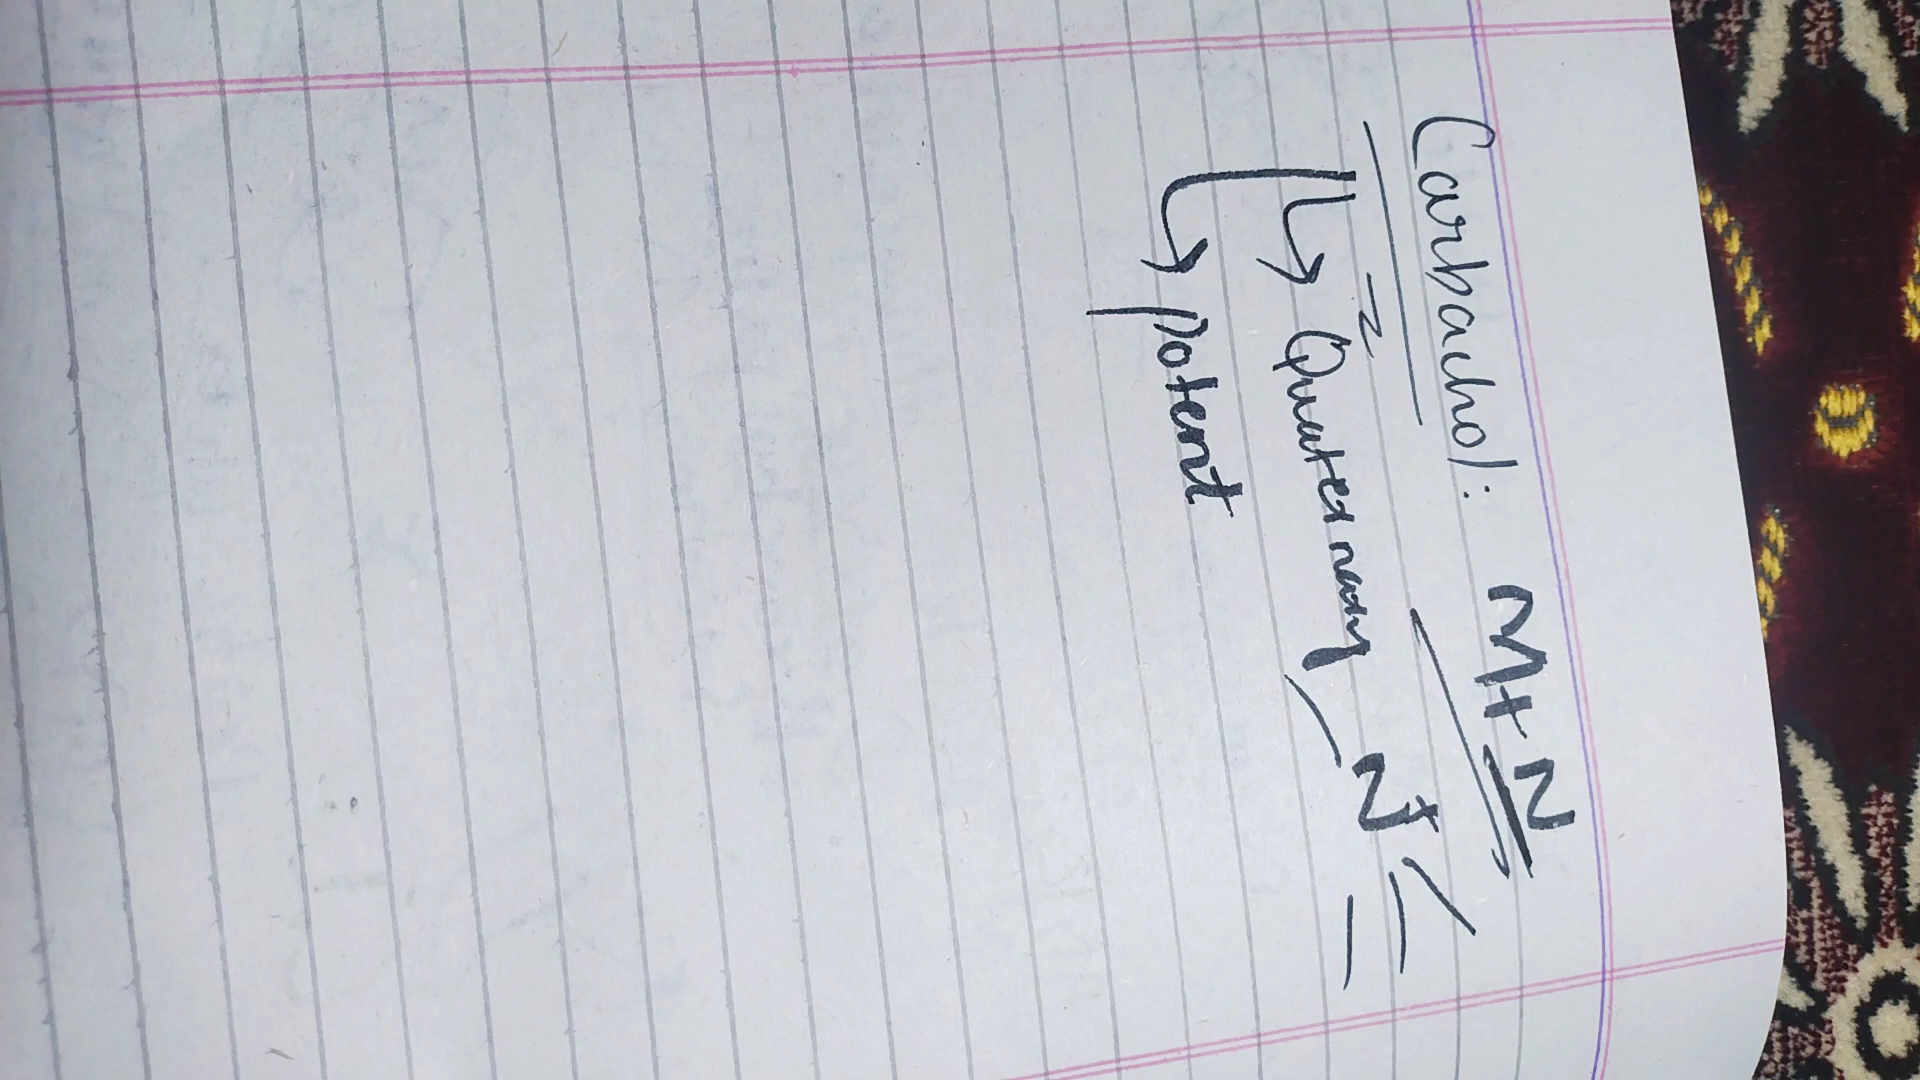 Carbachol: M+N
↳ Quaternary N⁺
↳ potent